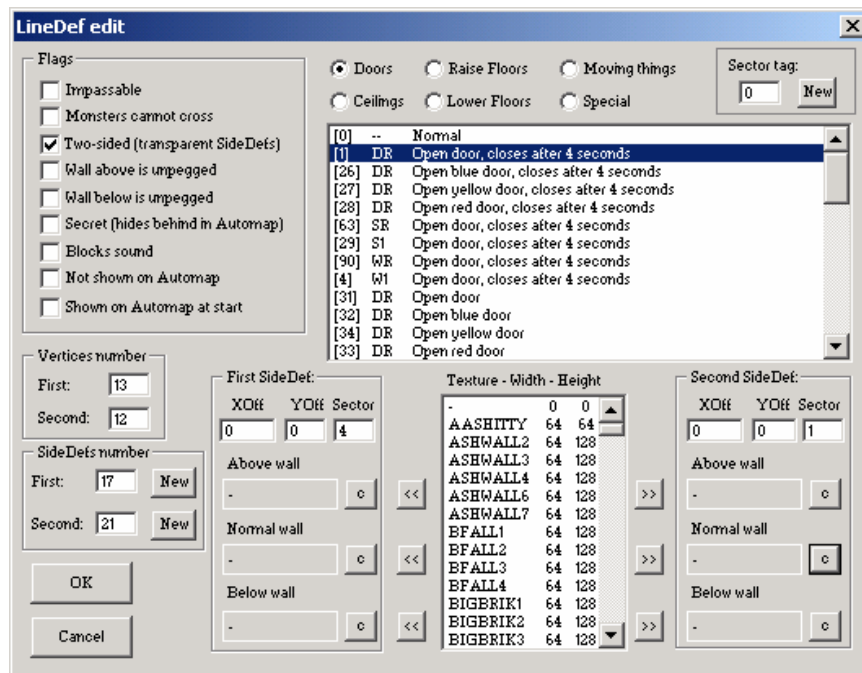 LineDef edit
Flags
Impassable
Monsters cannot cross
Two-sided (transparent SideDefs)
Wall above is unpegged
Wall below is unpegged
Secret (hides behind in Automap)
Blocks sound
Not shown on Automap
Shown on Automap at start
Doors Raise Floors Moving things
Ceilings Lower Floors Special
Sector tag:
0 New
[0] -- Normal
[1] DR Open door, closes after 4 seconds
[26] DR Open blue door, closes after 4 seconds
[27] DR Open yellow door, closes after 4 seconds
[28] DR Open red door, closes after 4 seconds
[63] SR Open door, closes after 4 seconds
[29] S1 Open door, closes after 4 seconds
[90] WR Open door, closes after 4 seconds
[4] W1 Open door, closes after 4 seconds
[31] DR Open door
[32] DR Open blue door
[34] DR Open yellow door
[33] DR Open red door
Vertices number
First: 13
Second: 12
SideDefs number
First: 17 New
Second: 21 New
OK
Cancel
First SideDef:
XOff YOff Sector
0 0 4
Above wall
- c <<
Normal wall
- c <<
Below wall
- c <<
Texture - Width - Height
- 0 0
AASHITTY 64 64
ASHWALL2 64 128
ASHWALL3 64 128
ASHWALL4 64 128
ASHWALL6 64 128
ASHWALL7 64 128
BFALL1 64 128
BFALL2 64 128
BFALL3 64 128
BFALL4 64 128
BIGBRIK1 64 128
BIGBRIK2 64 128
BIGBRIK3 64 128
Second SideDef:
XOff YOff Sector
0 0 1
Above wall
>> - c
Normal wall
>> - c
Below wall
>> - c